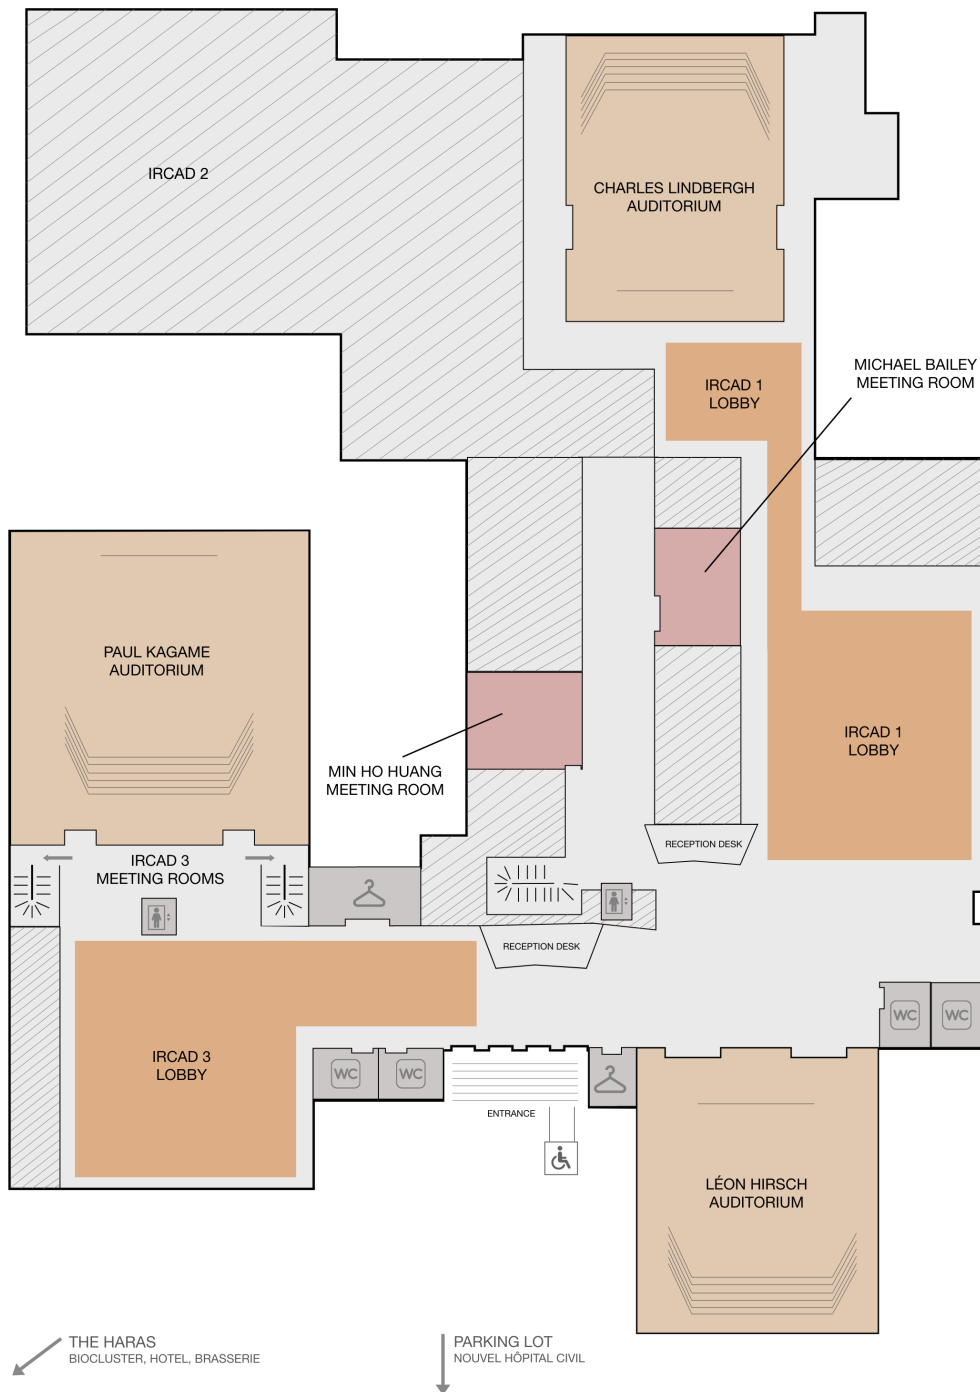 IRCAD 2
CHARLES LINDBERGH
AUDITORIUM
MICHAEL BAILEY
MEETING ROOM
IRCAD 1
LOBBY
PAUL KAGAME
AUDITORIUM
IRCAD 1
LOBBY
MIN HO HUANG
MEETING ROOM
RECEPTION DESK
IRCAD 3
MEETING ROOMS
RECEPTION DESK
WC
WC
IRCAD 3
LOBBY
WC
WC
ENTRANCE
LÉON HIRSCH
AUDITORIUM
THE HARAS
BIOCLUSTER, HOTEL, BRASSERIE
PARKING LOT
NOUVEL HÔPITAL CIVIL